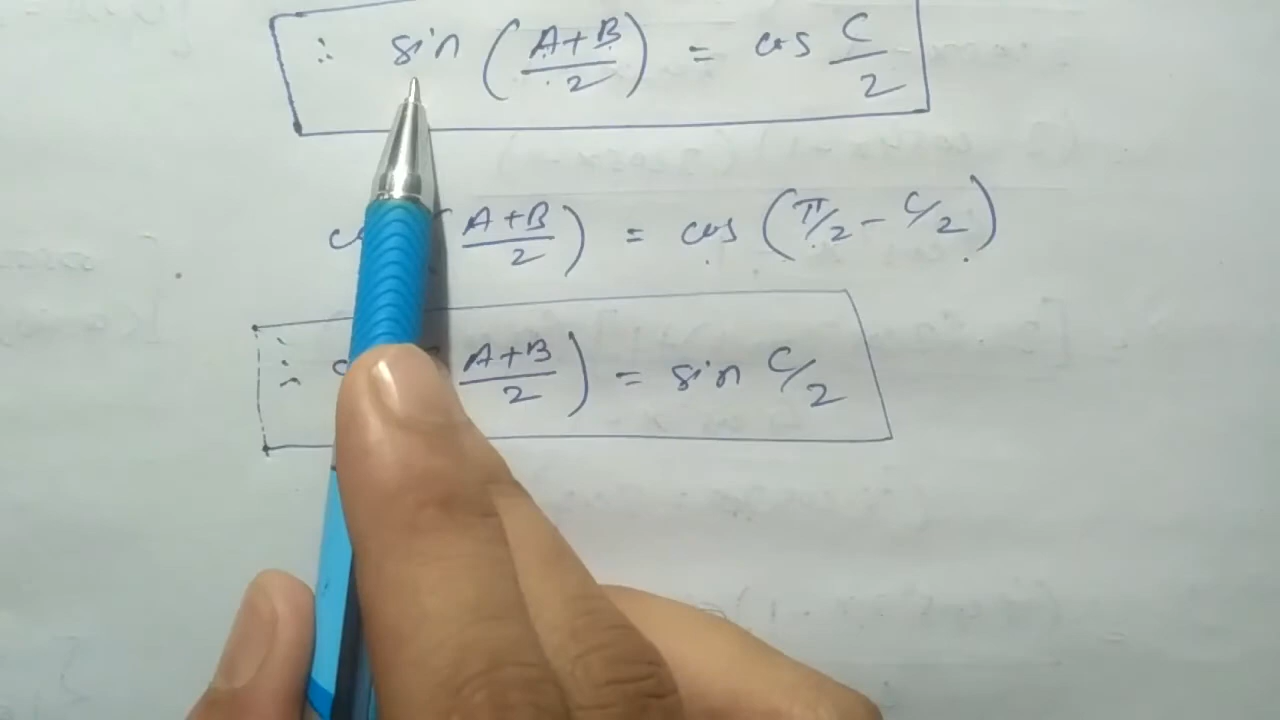 ∴ sin (A+B/2) = cos C/2
A+B/2) = cos (π/2 - C/2)
∴ A+B/2) = sin C/2